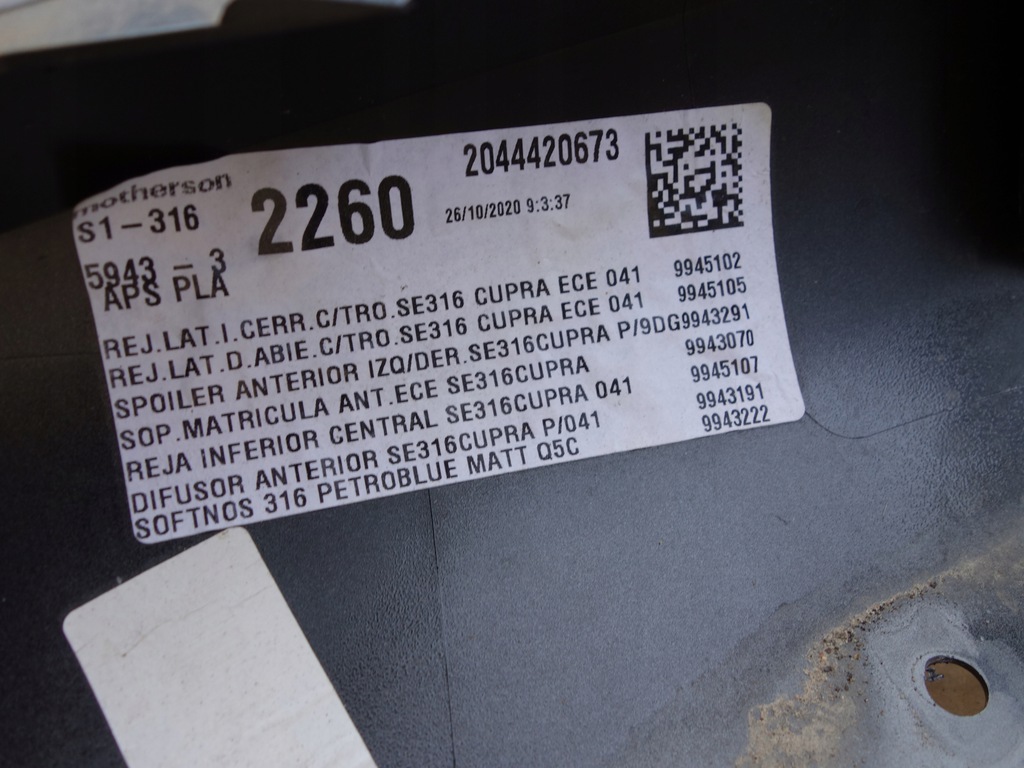 motherson
2044420673
S1-316
2260
26/10/2020 9:3:37
5943 - 3
APS PLA
REJ.LAT.I.CERR.C/TRO.SE316 CUPRA ECE 041 9945102
REJ.LAT.D.ABIE.C/TRO.SE316 CUPRA ECE 041 9945105
SPOILER ANTERIOR IZQ/DER.SE316CUPRA P/9DG9943291
SOP.MATRICULA ANT.ECE SE316CUPRA 9943070
REJA INFERIOR CENTRAL SE316CUPRA 041 9945107
DIFUSOR ANTERIOR SE316CUPRA P/041 9943191
SOFTNOS 316 PETROBLUE MATT Q5C 9943222